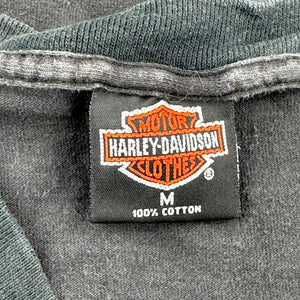 MOTOR
HARLEY-DAVIDSON
CLOTHES
®
M
100% COTTON